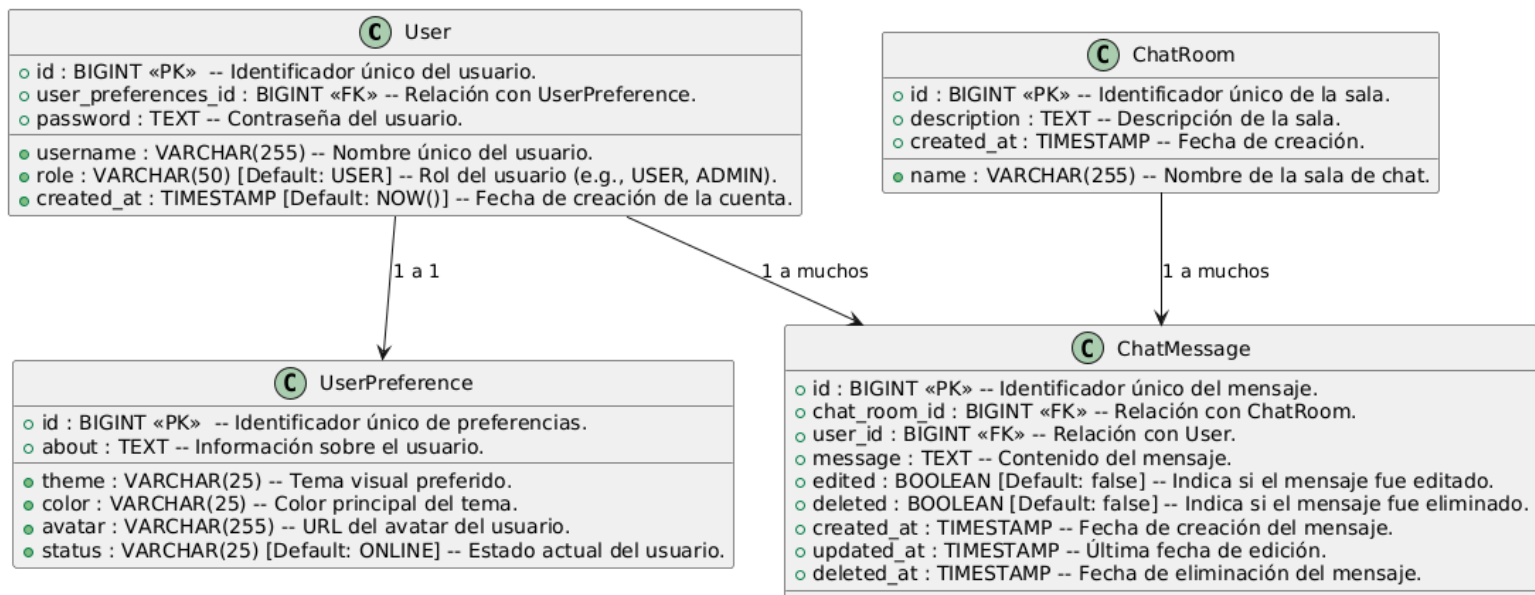 C User
id : BIGINT «PK»  -- Identificador único del usuario.
user_preferences_id : BIGINT «FK» -- Relación con UserPreference.
password : TEXT -- Contraseña del usuario.
username : VARCHAR(255) -- Nombre único del usuario.
role : VARCHAR(50) [Default: USER] -- Rol del usuario (e.g., USER, ADMIN).
created_at : TIMESTAMP [Default: NOW()] -- Fecha de creación de la cuenta.
C ChatRoom
id : BIGINT «PK» -- Identificador único de la sala.
description : TEXT -- Descripción de la sala.
created_at : TIMESTAMP -- Fecha de creación.
name : VARCHAR(255) -- Nombre de la sala de chat.
1 a 1
1 a muchos
1 a muchos
C UserPreference
id : BIGINT «PK»  -- Identificador único de preferencias.
about : TEXT -- Información sobre el usuario.
theme : VARCHAR(25) -- Tema visual preferido.
color : VARCHAR(25) -- Color principal del tema.
avatar : VARCHAR(255) -- URL del avatar del usuario.
status : VARCHAR(25) [Default: ONLINE] -- Estado actual del usuario.
C ChatMessage
id : BIGINT «PK» -- Identificador único del mensaje.
chat_room_id : BIGINT «FK» -- Relación con ChatRoom.
user_id : BIGINT «FK» -- Relación con User.
message : TEXT -- Contenido del mensaje.
edited : BOOLEAN [Default: false] -- Indica si el mensaje fue editado.
deleted : BOOLEAN [Default: false] -- Indica si el mensaje fue eliminado.
created_at : TIMESTAMP -- Fecha de creación del mensaje.
updated_at : TIMESTAMP -- Última fecha de edición.
deleted_at : TIMESTAMP -- Fecha de eliminación del mensaje.